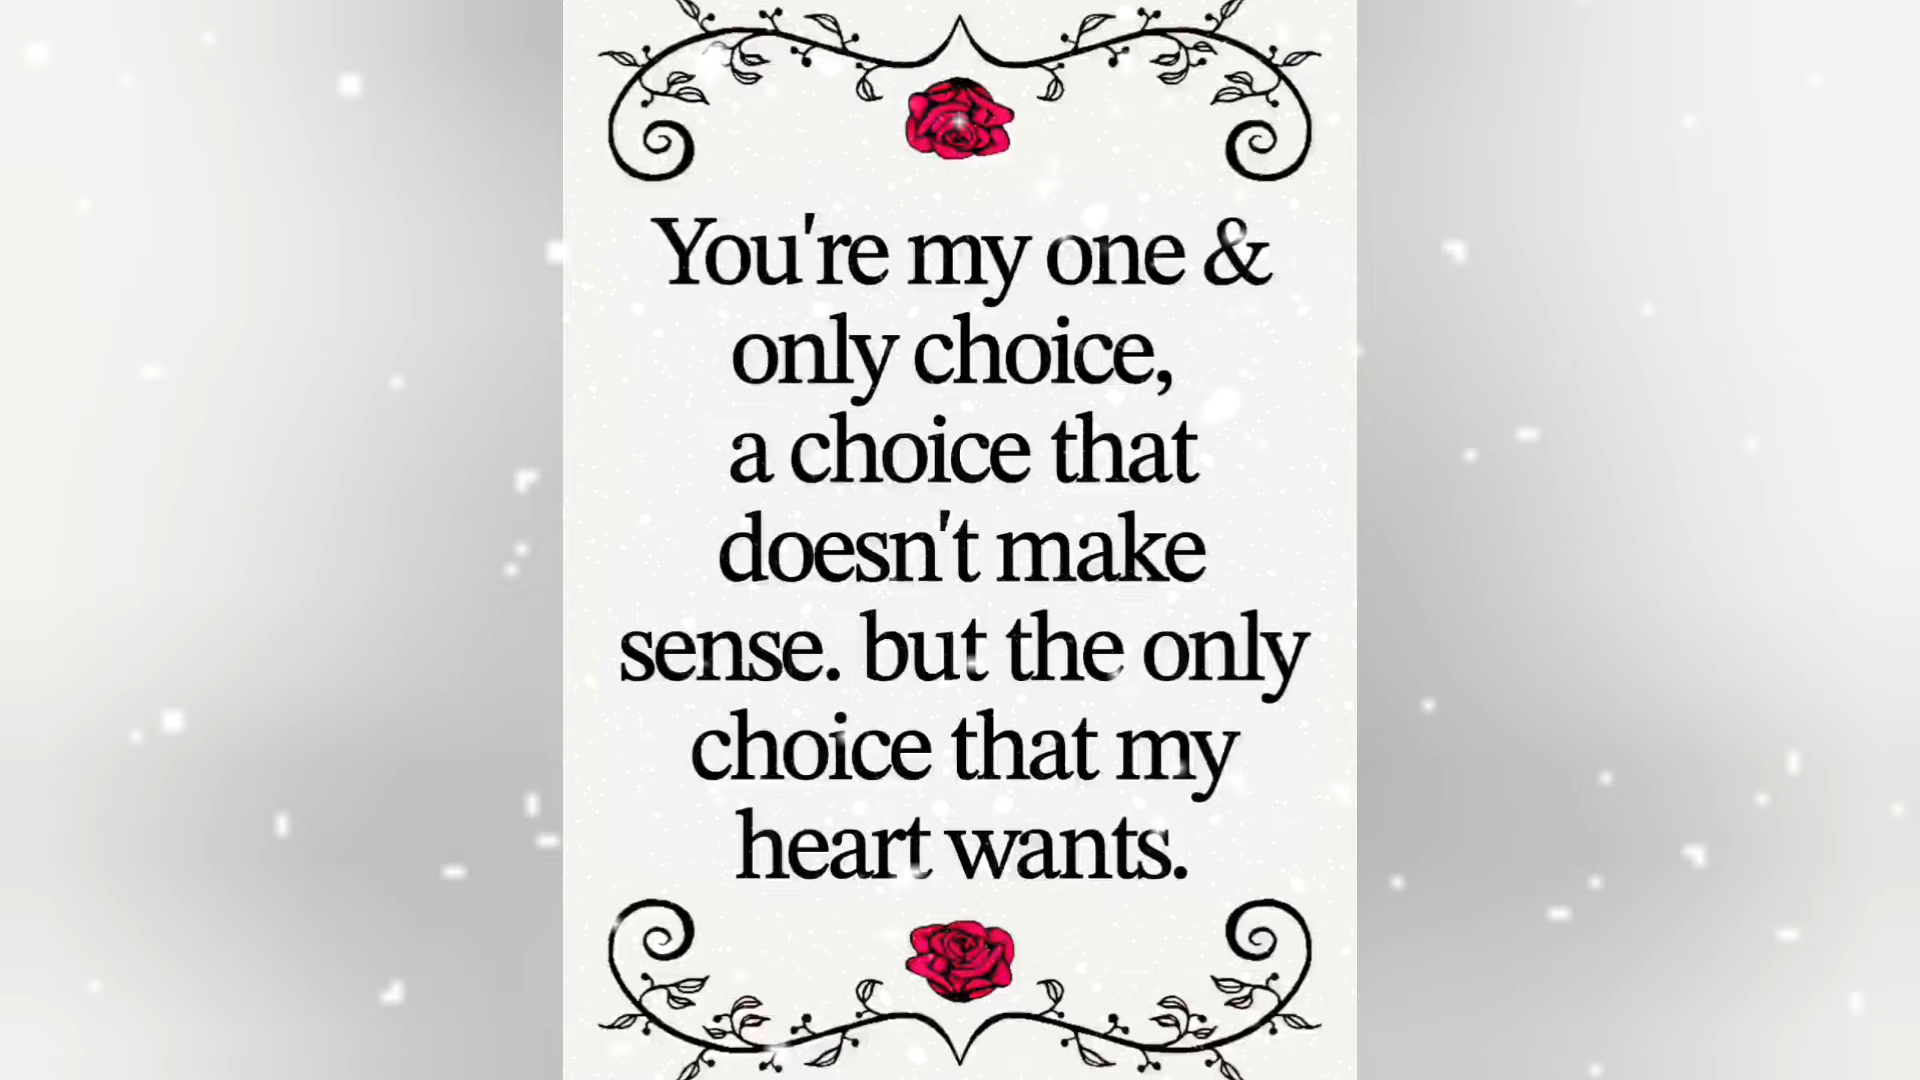 You're my one &
only choice,
a choice that
doesn't make
sense. but the only
choice that my
heart wants.